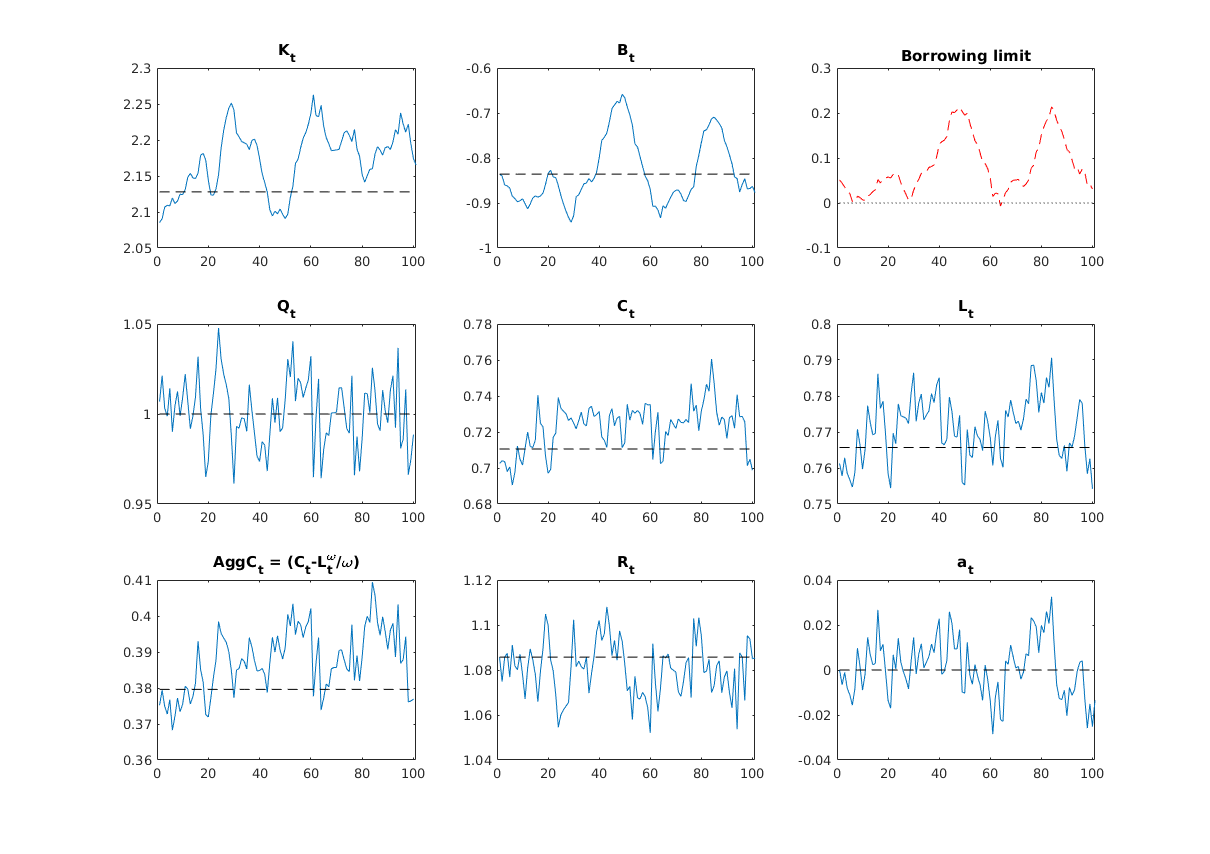 K_t
B_t
Borrowing limit
2.3
2.25
2.2
2.15
2.1
2.05
0 20 40 60 80 100
-0.6
-0.7
-0.8
-0.9
-1
0 20 40 60 80 100
0.3
0.2
0.1
0
-0.1
0 20 40 60 80 100
Q_t
C_t
L_t
1.05
1
0.95
0 20 40 60 80 100
0.78
0.76
0.74
0.72
0.7
0.68
0 20 40 60 80 100
0.8
0.79
0.78
0.77
0.76
0.75
0 20 40 60 80 100
AggC_t = (C_t-L_t^ω/ω)
R_t
a_t
0.41
0.4
0.39
0.38
0.37
0.36
0 20 40 60 80 100
1.12
1.1
1.08
1.06
1.04
0 20 40 60 80 100
0.04
0.02
0
-0.02
-0.04
0 20 40 60 80 100